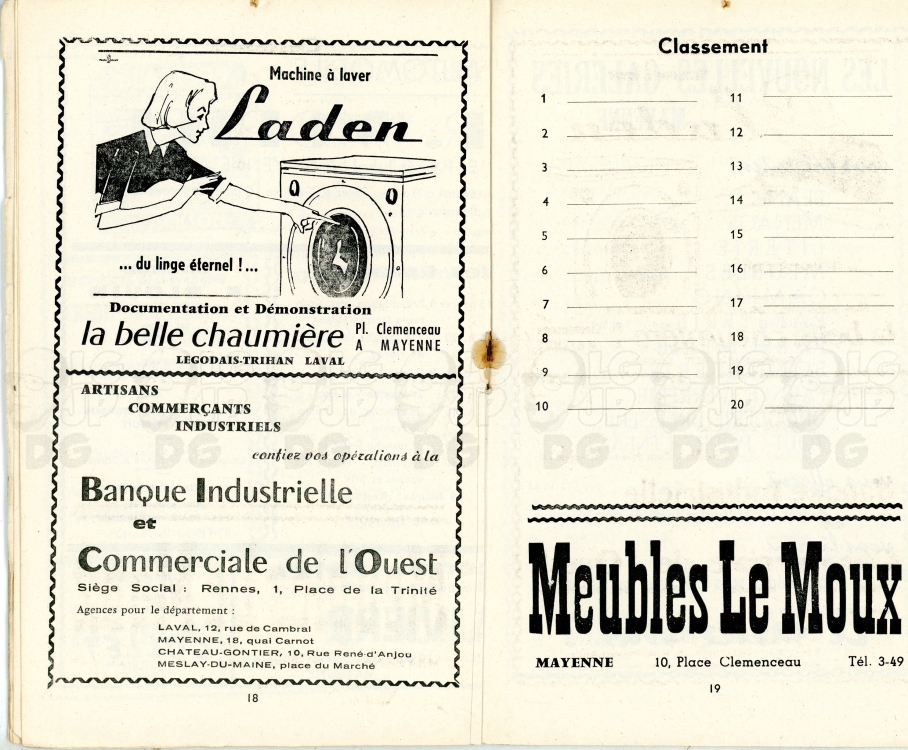 Machine à laver
Laden
... du linge éternel ! ...
Documentation et Démonstration
la belle chaumière Pl. Clemenceau
A MAYENNE
LEGODAIS-TRIHAN LAVAL
ARTISANS
COMMERÇANTS
INDUSTRIELS
confiez vos opérations à la
Banque Industrielle
et
Commerciale de l'Ouest
Siège Social : Rennes, 1, Place de la Trinité
Agences pour le département :
LAVAL, 12, rue de Cambrai
MAYENNE, 18, quai Carnot
CHATEAU-GONTIER, 10, Rue René-d'Anjou
MESLAY-DU-MAINE, place du Marché
18
Classement
1 11
2 12
3 13
4 14
5 15
6 16
7 17
8 18
9 19
10 20
Meubles Le Moux
MAYENNE 10, Place Clemenceau Tél. 3-49
19